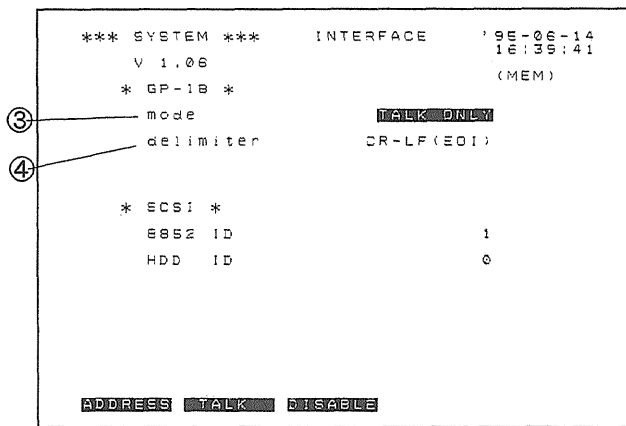 *** SYSTEM *** INTERFACE '95-06-14
16:39:41
V 1.06
(MEM)
* GP-IB *
③ mode TALK ONLY
④ delimiter CR-LF(EOI)
* SCSI *
8852 ID 1
HDD ID 0
ADDRESS TALK DISABLE